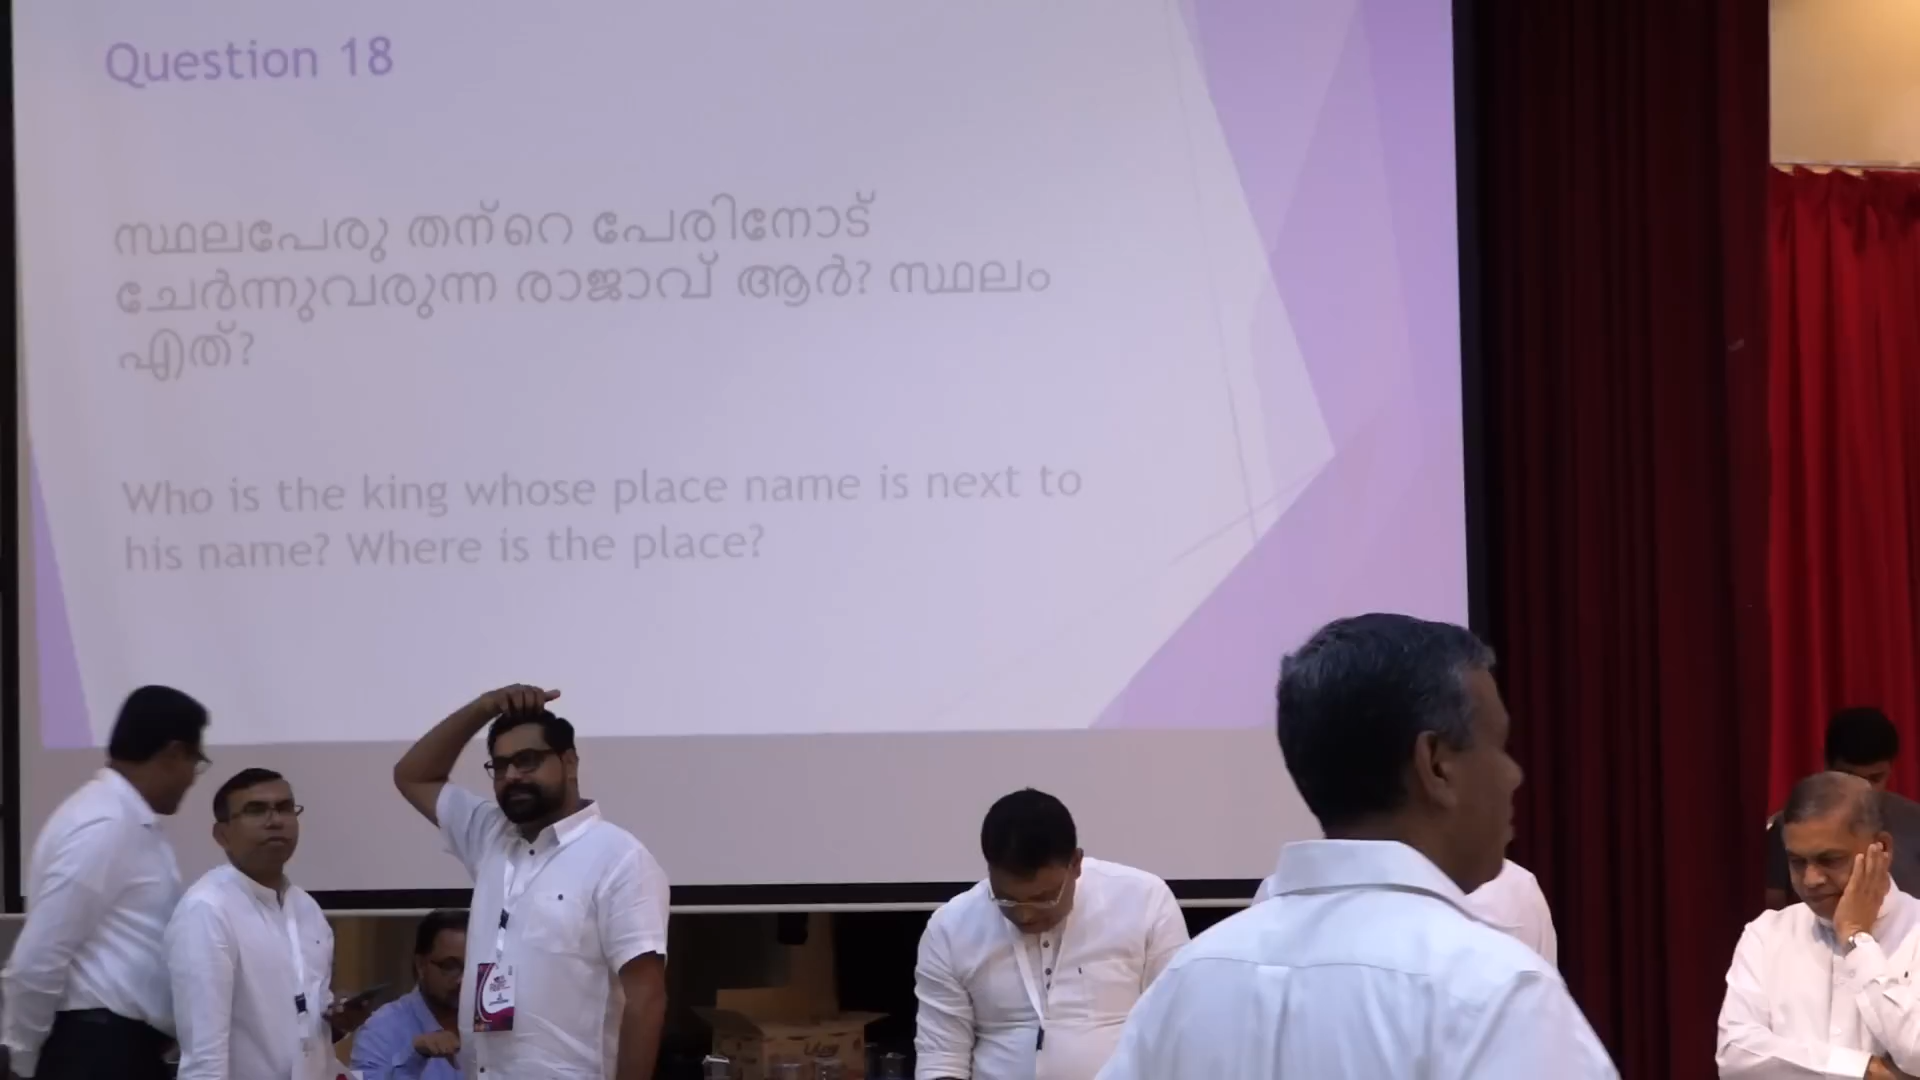 Question 18
സ്ഥലപേരു തന്റെ പേരിനോട്
ചേർന്നുവരുന്ന രാജാവ് ആർ? സ്ഥലം
എത്?
Who is the king whose place name is next to
his name? Where is the place?